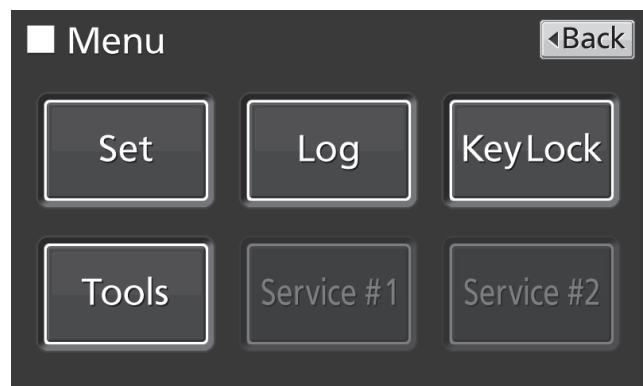 Menu
Back
Set
Log
KeyLock
Tools
Service #1
Service #2